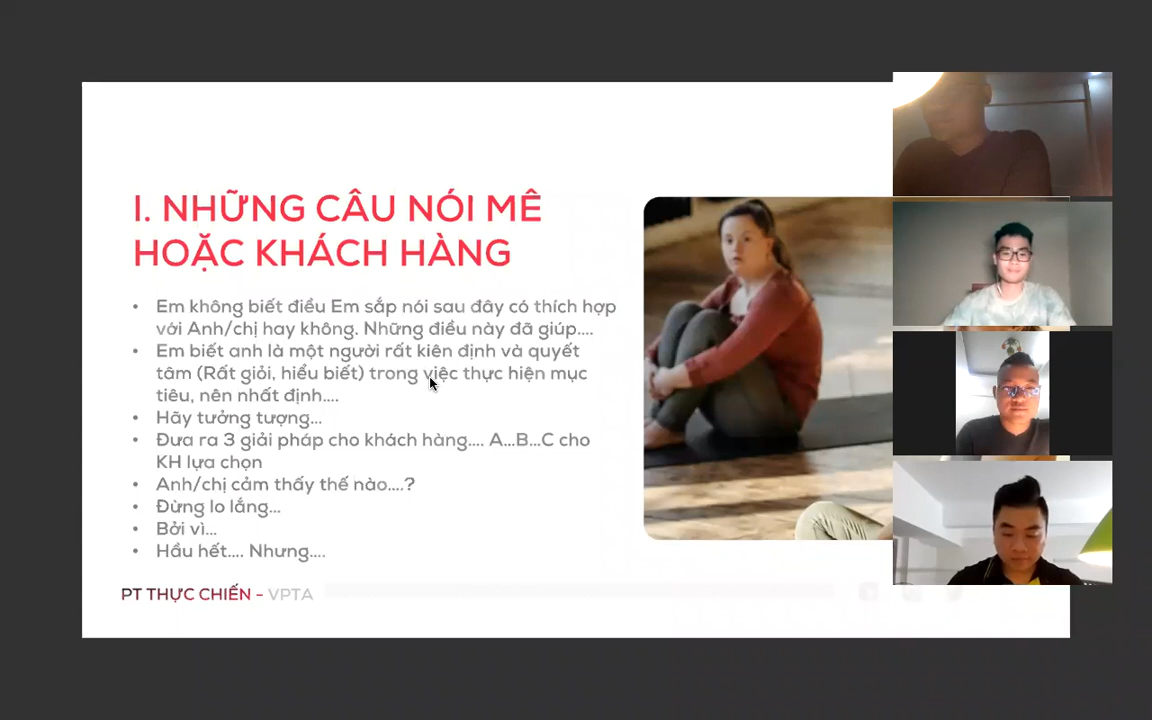 I. NHỮNG CÂU NÓI MÊ
HOẶC KHÁCH HÀNG
• Em không biết điều Em sắp nói sau đây có thích hợp
với Anh/chị hay không. Những điều này đã giúp....
• Em biết anh là một người rất kiên định và quyết
tâm (Rất giỏi, hiểu biết) trong việc thực hiện mục
tiêu, nên nhất định....
• Hãy tưởng tượng...
• Đưa ra 3 giải pháp cho khách hàng.... A...B...C cho
KH lựa chọn
• Anh/chị cảm thấy thế nào....?
• Đừng lo lắng...
• Bởi vì...
• Hầu hết.... Nhưng....
PT THỰC CHIẾN - VPTA